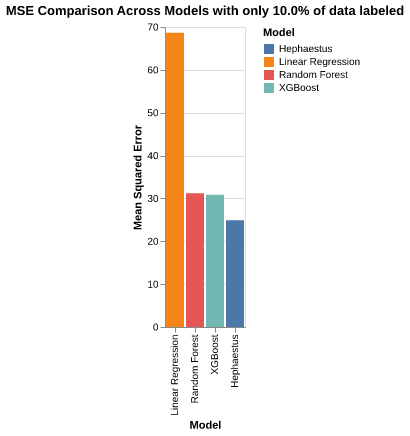 MSE Comparison Across Models with only 10.0% of data labeled
Model
Hephaestus
Linear Regression
Random Forest
XGBoost
Mean Squared Error
70
60
50
40
30
20
10
0
Linear Regression
Random Forest
XGBoost
Hephaestus
Model